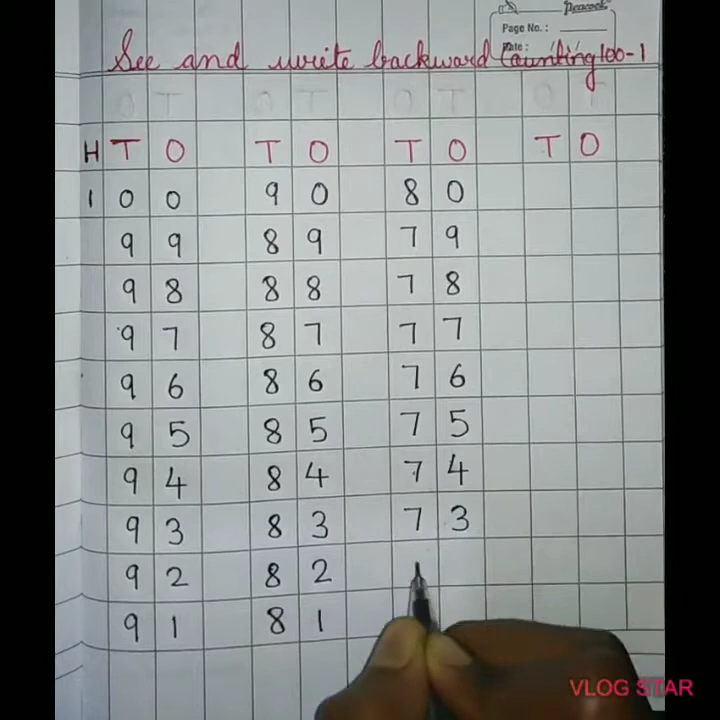 Peacock
Page No.:
Date:
See and write backward Counting 100-1
H T O T O T O T O
1 0 0 9 0 8 0
9 9 8 9 7 9
9 8 8 8 7 8
9 7 8 7 7 7
9 6 8 6 7 6
9 5 8 5 7 5
9 4 8 4 7 4
9 3 8 3 7 3
9 2 8 2
9 1 8 1
VLOG STAR